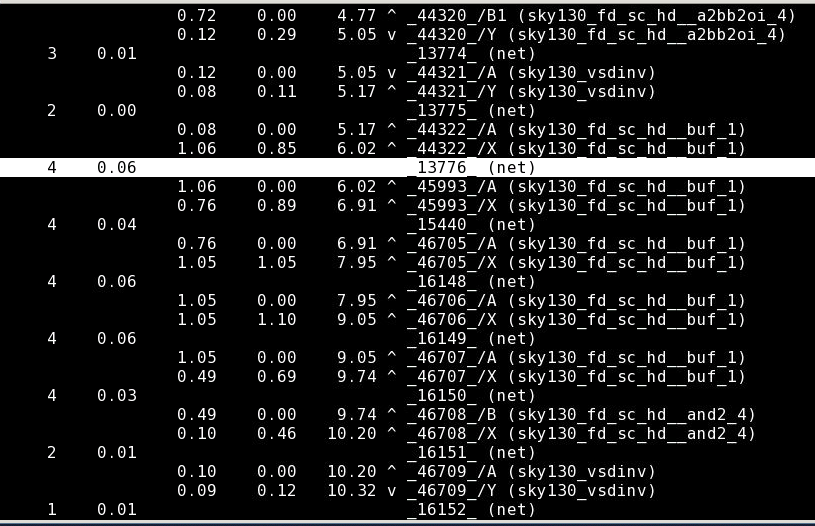 0.72 0.00 4.77 ^ _44320_/B1 (sky130_fd_sc_hd__a2bb2oi_4)
0.12 0.29 5.05 v _44320_/Y (sky130_fd_sc_hd__a2bb2oi_4)
3 0.01 _13774_ (net)
0.12 0.00 5.05 v _44321_/A (sky130_vsdinv)
0.08 0.11 5.17 ^ _44321_/Y (sky130_vsdinv)
2 0.00 _13775_ (net)
0.08 0.00 5.17 ^ _44322_/A (sky130_fd_sc_hd__buf_1)
1.06 0.85 6.02 ^ _44322_/X (sky130_fd_sc_hd__buf_1)
4 0.06 _13776_ (net)
1.06 0.00 6.02 ^ _45993_/A (sky130_fd_sc_hd__buf_1)
0.76 0.89 6.91 ^ _45993_/X (sky130_fd_sc_hd__buf_1)
4 0.04 _15440_ (net)
0.76 0.00 6.91 ^ _46705_/A (sky130_fd_sc_hd__buf_1)
1.05 1.05 7.95 ^ _46705_/X (sky130_fd_sc_hd__buf_1)
4 0.06 _16148_ (net)
1.05 0.00 7.95 ^ _46706_/A (sky130_fd_sc_hd__buf_1)
1.05 1.10 9.05 ^ _46706_/X (sky130_fd_sc_hd__buf_1)
4 0.06 _16149_ (net)
1.05 0.00 9.05 ^ _46707_/A (sky130_fd_sc_hd__buf_1)
0.49 0.69 9.74 ^ _46707_/X (sky130_fd_sc_hd__buf_1)
4 0.03 _16150_ (net)
0.49 0.00 9.74 ^ _46708_/B (sky130_fd_sc_hd__and2_4)
0.10 0.46 10.20 ^ _46708_/X (sky130_fd_sc_hd__and2_4)
2 0.01 _16151_ (net)
0.10 0.00 10.20 ^ _46709_/A (sky130_vsdinv)
0.09 0.12 10.32 v _46709_/Y (sky130_vsdinv)
1 0.01 _16152_ (net)